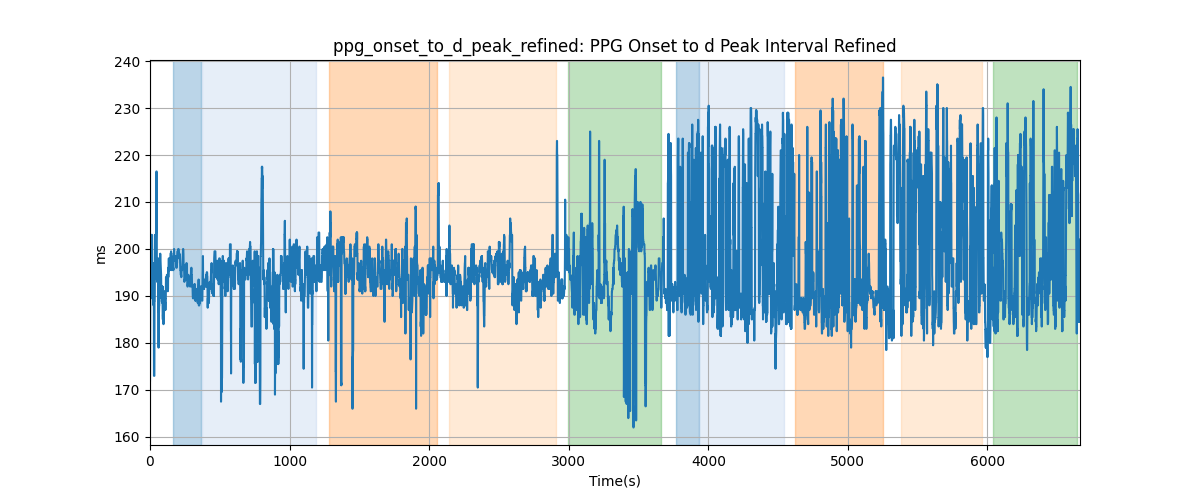 ppg_onset_to_d_peak_refined: PPG Onset to d Peak Interval Refined
240
230
220
210
200
190
180
170
160
ms
0 1000 2000 3000 4000 5000 6000
Time(s)